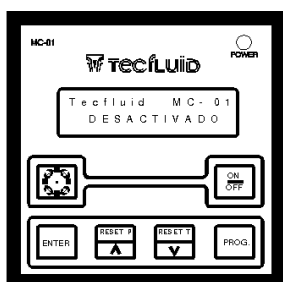 MC-01
POWER
Tecfluid
Tecfluid MC-01
DESACTIVADO
ON
OFF
ENTER
RESET P
RESET T
PROG.